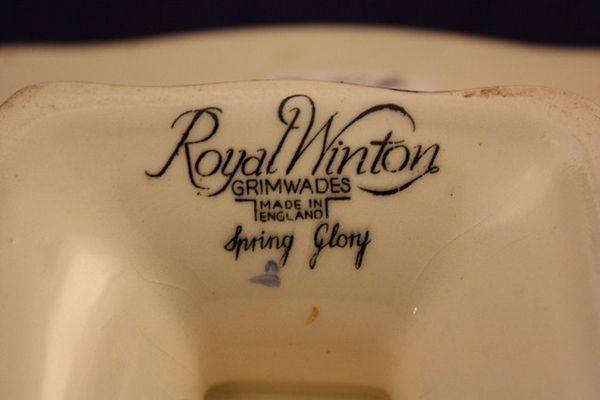 Royal Winton
GRIMWADES
MADE IN
ENGLAND
Spring Glory